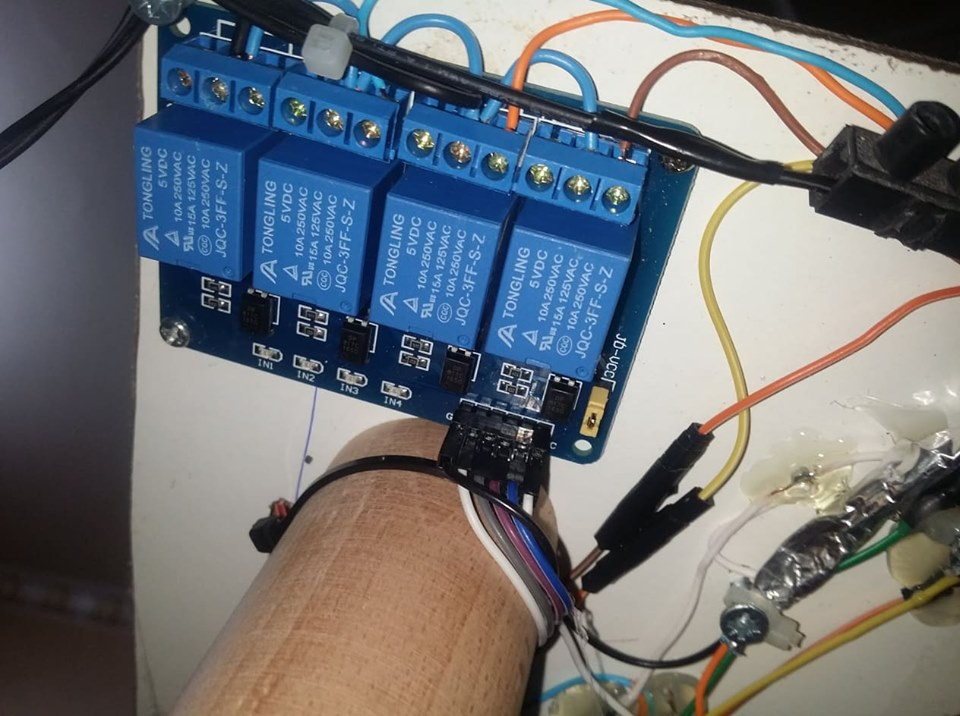 TONGLING
5VDC
10A 250VAC
15A 125VAC
10A 250VAC
JQC-3FF-S-Z
TONGLING
5VDC
10A 250VAC
15A 125VAC
10A 250VAC
JQC-3FF-S-Z
TONGLING
5VDC
10A 250VAC
15A 125VAC
10A 250VAC
JQC-3FF-S-Z
TONGLING
5VDC
10A 250VAC
15A 125VAC
10A 250VAC
JQC-3FF-S-Z
IN1
IN2
IN3
IN4
JD-VCC